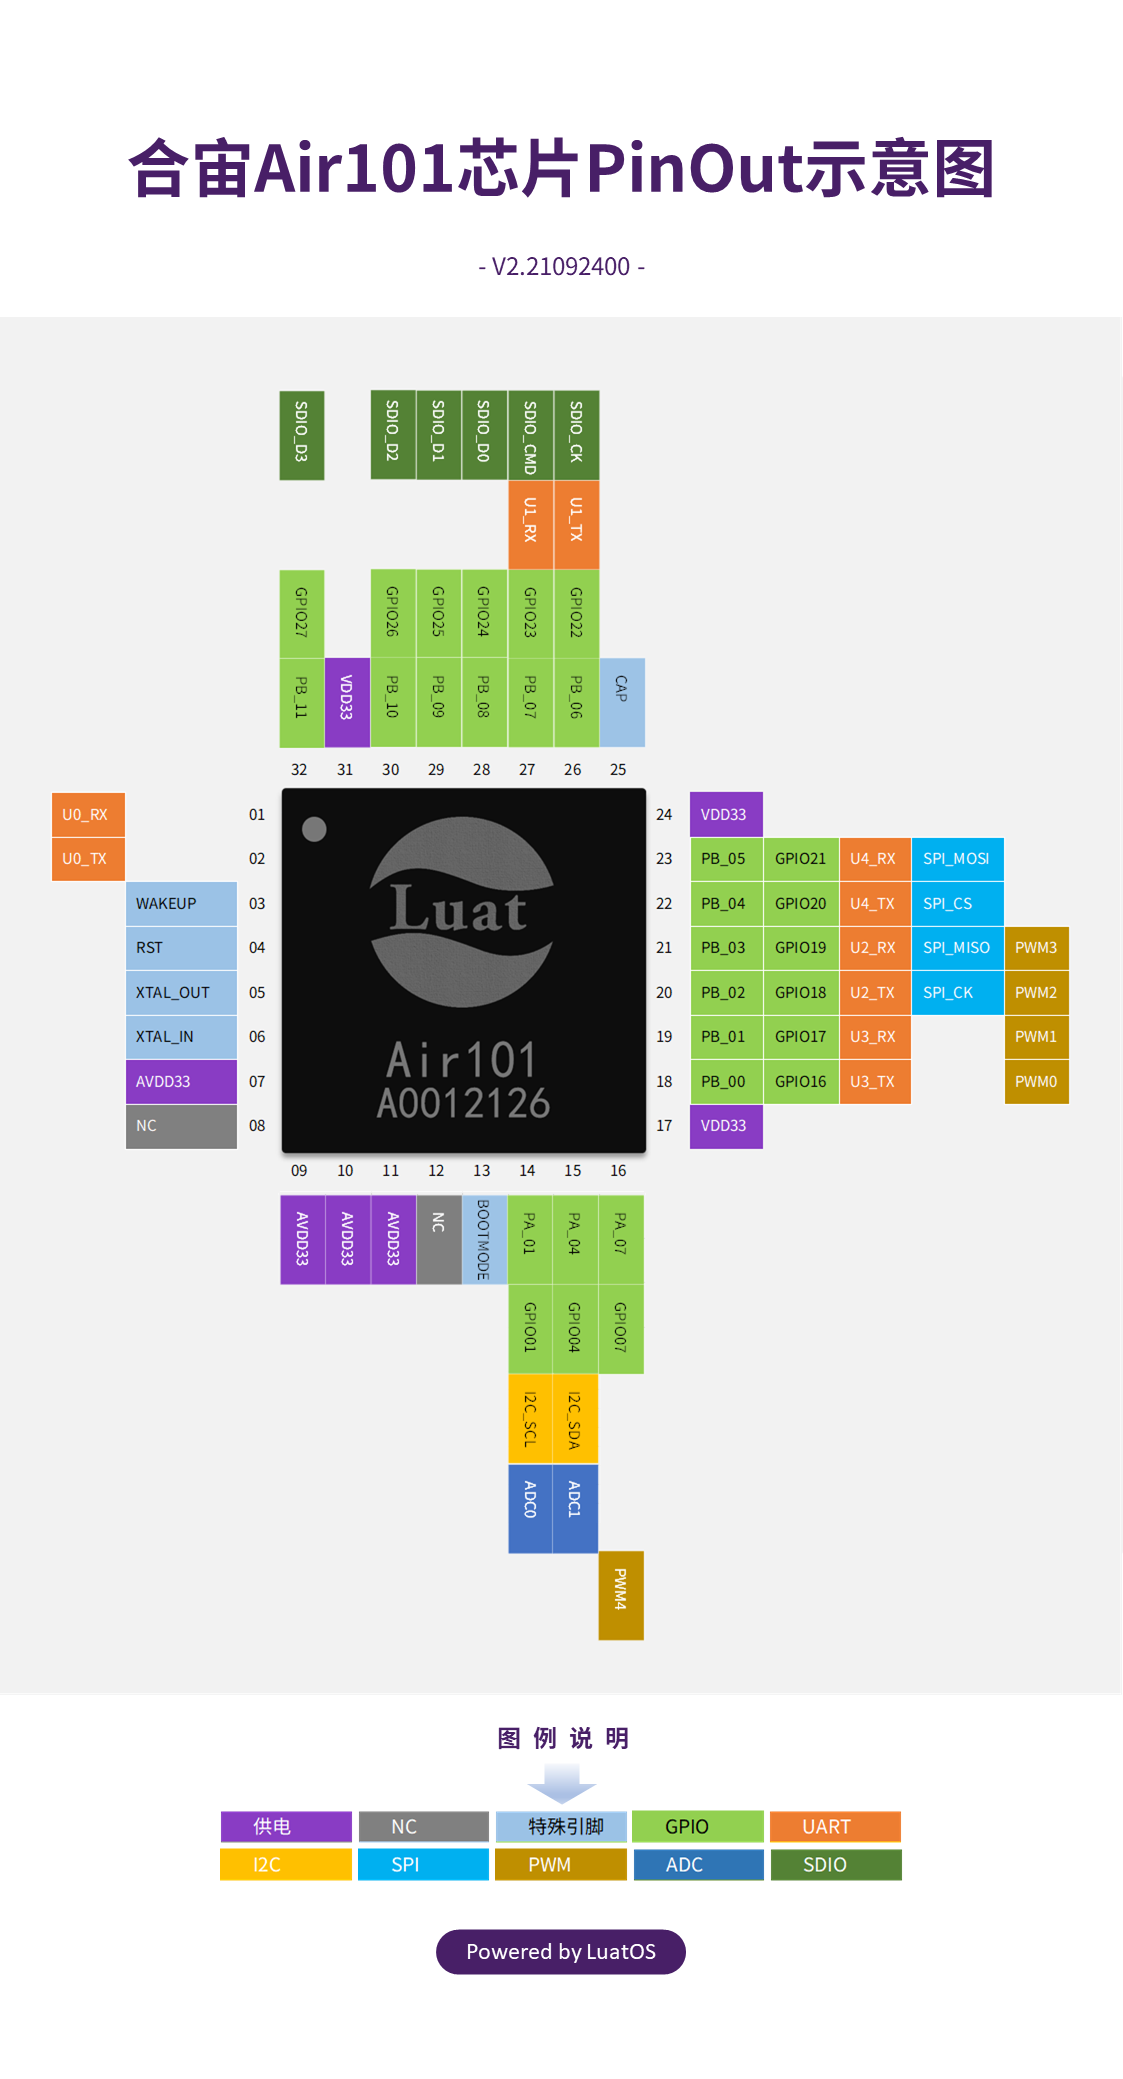 合宙Air101芯片PinOut示意图
- V2.21092400 -
SDIO_D3
SDIO_D2
SDIO_D1
SDIO_D0
SDIO_CMD
SDIO_CK
U1_RX
U1_TX
GPIO27
GPIO26
GPIO25
GPIO24
GPIO23
GPIO22
PB_11
VDD33
PB_10
PB_09
PB_08
PB_07
PB_06
CAP
32 31 30 29 28 27 26 25
U0_RX 01
U0_TX 02
WAKEUP 03
RST 04
XTAL_OUT 05
XTAL_IN 06
AVDD33 07
NC 08
Luat
Air101
A0012126
24 VDD33
23 PB_05 GPIO21 U4_RX SPI_MOSI
22 PB_04 GPIO20 U4_TX SPI_CS
21 PB_03 GPIO19 U2_RX SPI_MISO PWM3
20 PB_02 GPIO18 U2_TX SPI_CK PWM2
19 PB_01 GPIO17 U3_RX PWM1
18 PB_00 GPIO16 U3_TX PWM0
17 VDD33
09 10 11 12 13 14 15 16
AVDD33
AVDD33
AVDD33
NC
BOOTMODE
PA_01
PA_04
PA_07
GPIO01
GPIO04
GPIO07
I2C_SCL
I2C_SDA
ADC0
ADC1
PWM4
图 例 说 明
供电 NC 特殊引脚 GPIO UART
I2C SPI PWM ADC SDIO
Powered by LuatOS